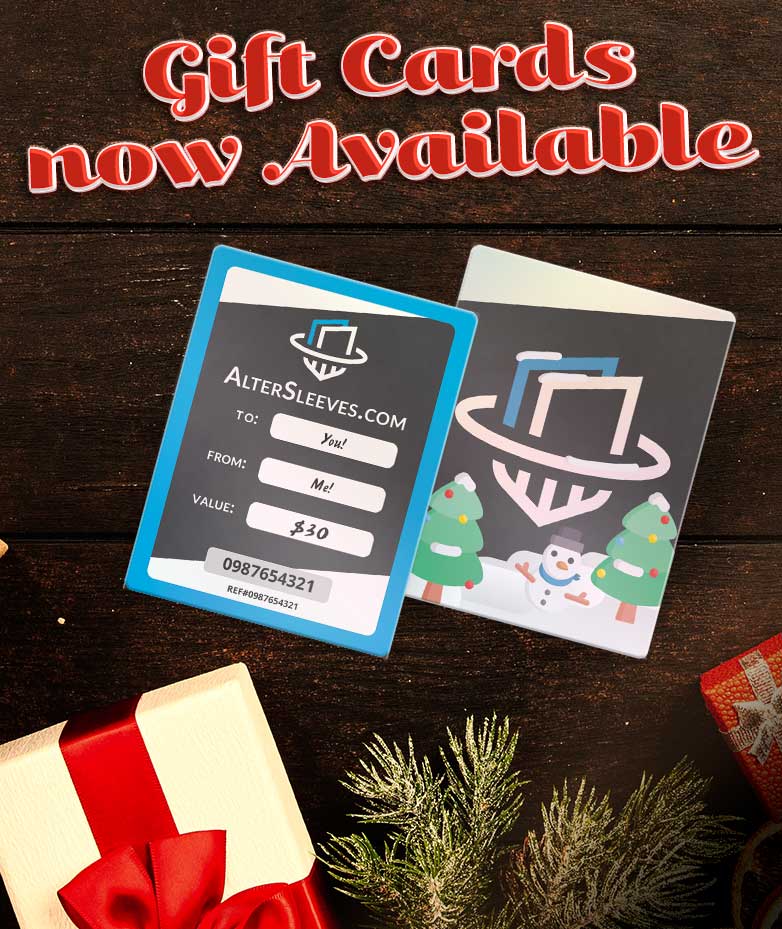 Gift Cards
now Available
ALTERSLEEVES.COM
TO: You!
FROM: Me!
VALUE: $30
0987654321
REF#0987654321